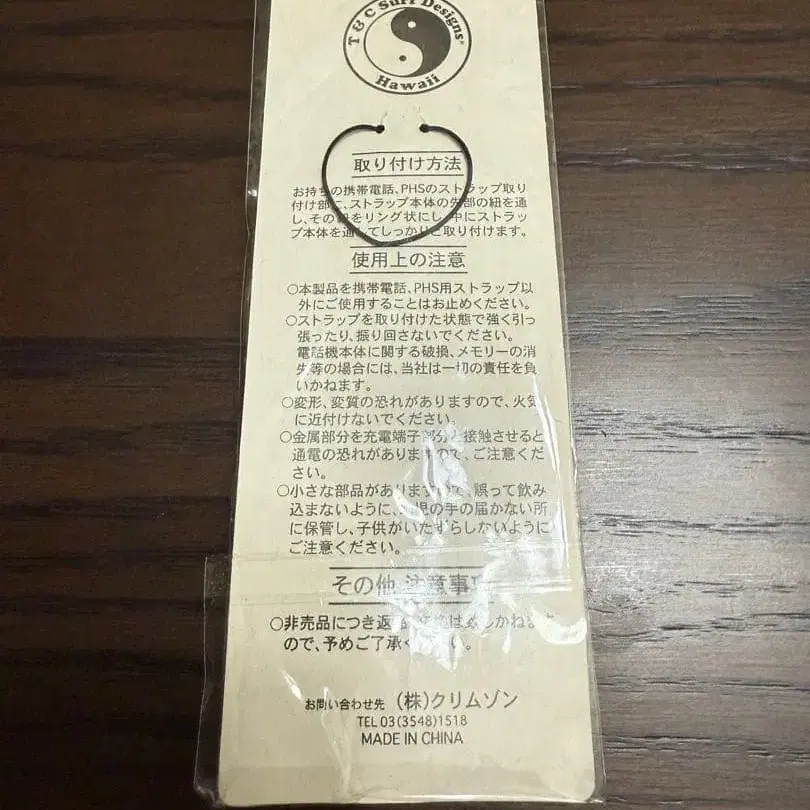 T & C Surf Designs
Hawaii
取り付け方法
お持ちの携帯電話、PHSのストラップ取り
付け部に、ストラップ本体の先部の紐を通
し、その紐をリング状にし、中にストラッ
プ本体を通してしっかりと取り付けます。
使用上の注意
○本製品を携帯電話、PHS用ストラップ以
外にご使用することはお止めください。
○ストラップを取り付けた状態で強く引っ
張ったり、振り回さないでください。
電話機本体に関する破損、メモリーの消
失等の場合には、当社は一切の責任を負
いかねます。
○変形、変質の恐れがありますので、火気
に近付けないでください。
○金属部分を充電端子部分と接触させると
通電の恐れがありますので、ご注意くだ
さい。
○小さな部品がありますので、誤って飲み
込まないように、児の手の届かない所
に保管し、子供がいたずらしないように
ご注意ください。
その他 注意事項
○非売品につき返はかねます
ので、予めご了承ください。
お問い合わせ先 (株)クリムゾン
TEL 03(3548)1518
MADE IN CHINA